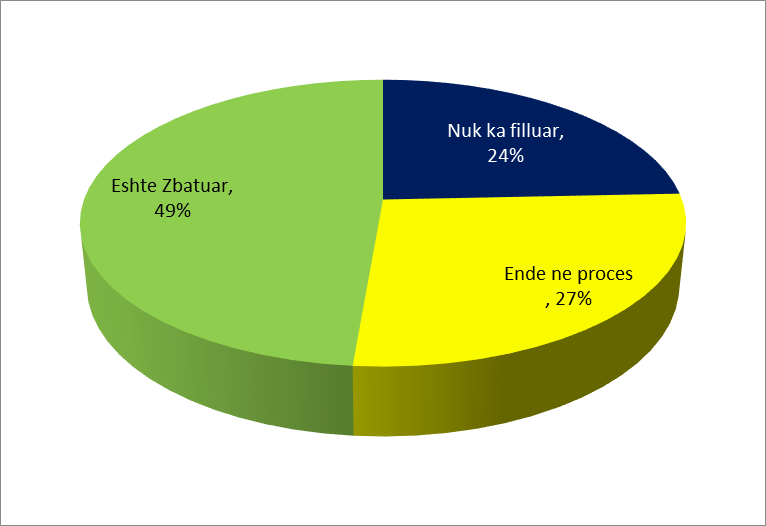 Nuk ka filluar,
24%
Eshte Zbatuar,
49%
Ende ne proces
, 27%